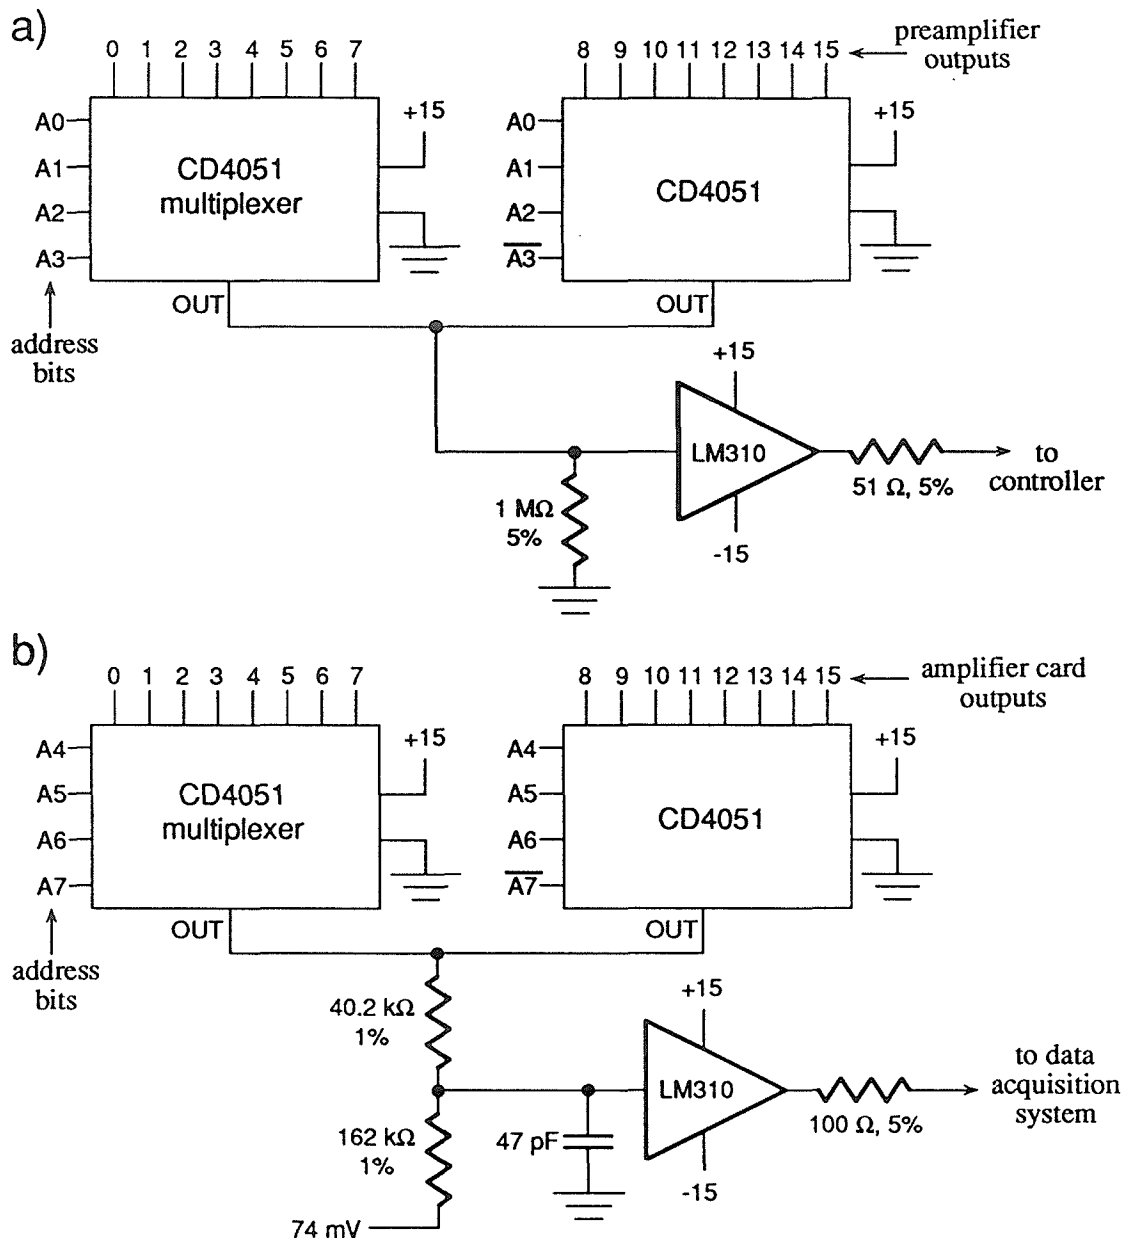 a)
0 1 2 3 4 5 6 7
8 9 10 11 12 13 14 15
preamplifier
outputs
A0
A1
A2
A3
CD4051
multiplexer
+15
OUT
A0
A1
A2
A̅3̅
CD4051
+15
OUT
address
bits
+15
LM310
-15
1 MΩ
5%
51 Ω, 5%
to
controller
b)
0 1 2 3 4 5 6 7
8 9 10 11 12 13 14 15
amplifier card
outputs
A4
A5
A6
A7
CD4051
multiplexer
+15
OUT
A4
A5
A6
A̅7̅
CD4051
+15
OUT
address
bits
40.2 kΩ
1%
162 kΩ
1%
74 mV
47 pF
+15
LM310
-15
100 Ω, 5%
to data
acquisition
system